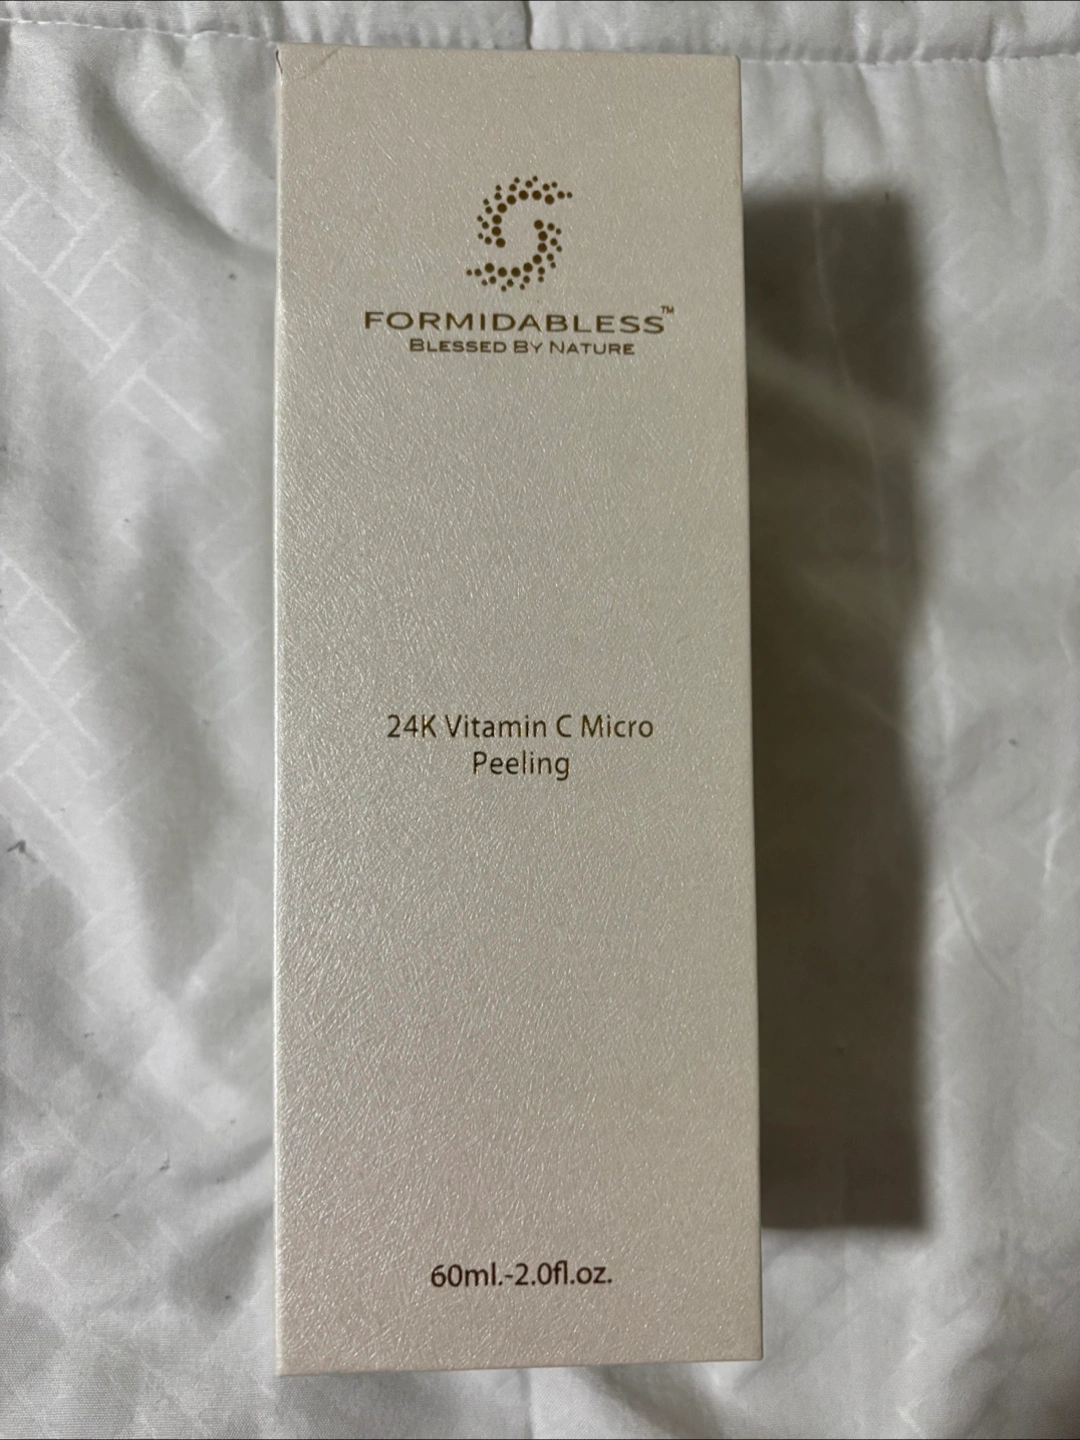 FORMIDABLESS™
BLESSED BY NATURE
24K Vitamin C Micro
Peeling
60ml.-2.0fl.oz.